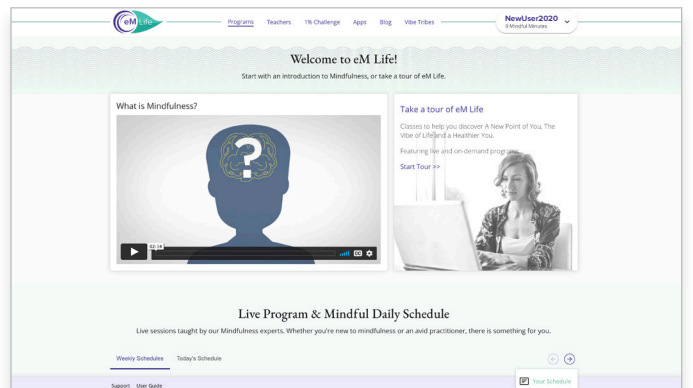 eM Life
Programs Teachers 1% Challenge Apps Blog Vibe Tribes
NewUser2020
0 Mindful Minutes
Welcome to eM Life!
Start with an introduction to Mindfulness, or take a tour of eM Life.
What is Mindfulness?
?
02:14
CC
Take a tour of eM Life
Classes to help you discover A New Point of You, The
Vibe of Life and a Healthier You.
Featuring live and on-demand programs.
Start Tour >>
Live Program & Mindful Daily Schedule
Live sessions taught by our Mindfulness experts. Whether you're new to mindfulness or an avid practitioner, there is something for you.
Weekly Schedules Today's Schedule
Support User Guide
Your Schedule